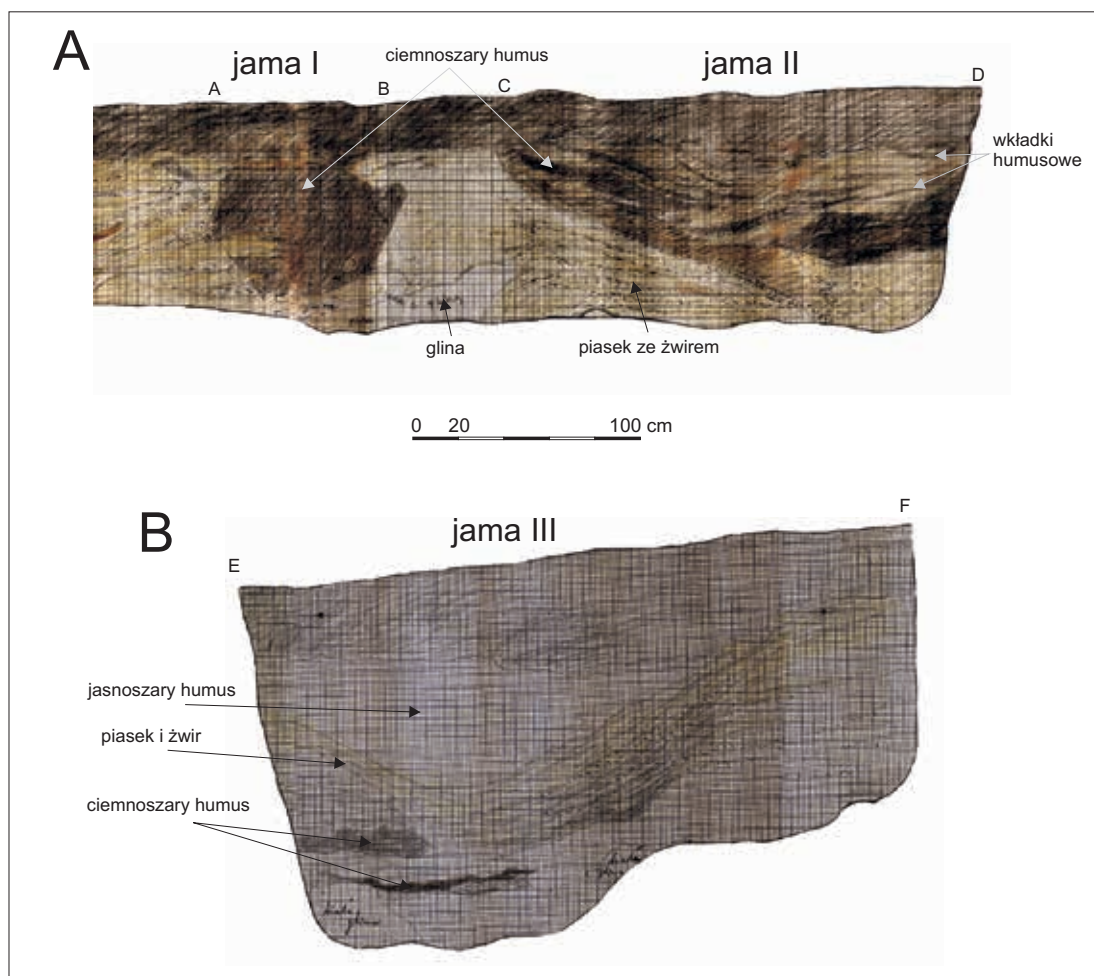 A
jama I
ciemnoszary humus
jama II
A
B
C
D
wkładki
humusowe
glina
piasek ze żwirem
0 20 100 cm
B
jama III
E
F
jasnoszary humus
piasek i żwir
ciemnoszary humus